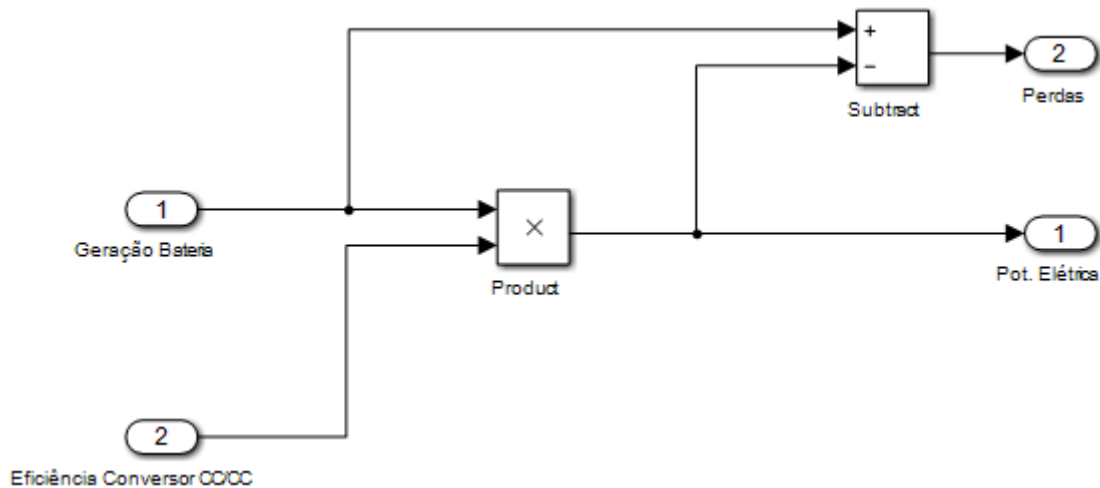 +
−
2
Subtract
Perdas
1
×
1
Geração Bateria
Product
Pot. Elétrica
2
Eficiência Conversor CC/CC